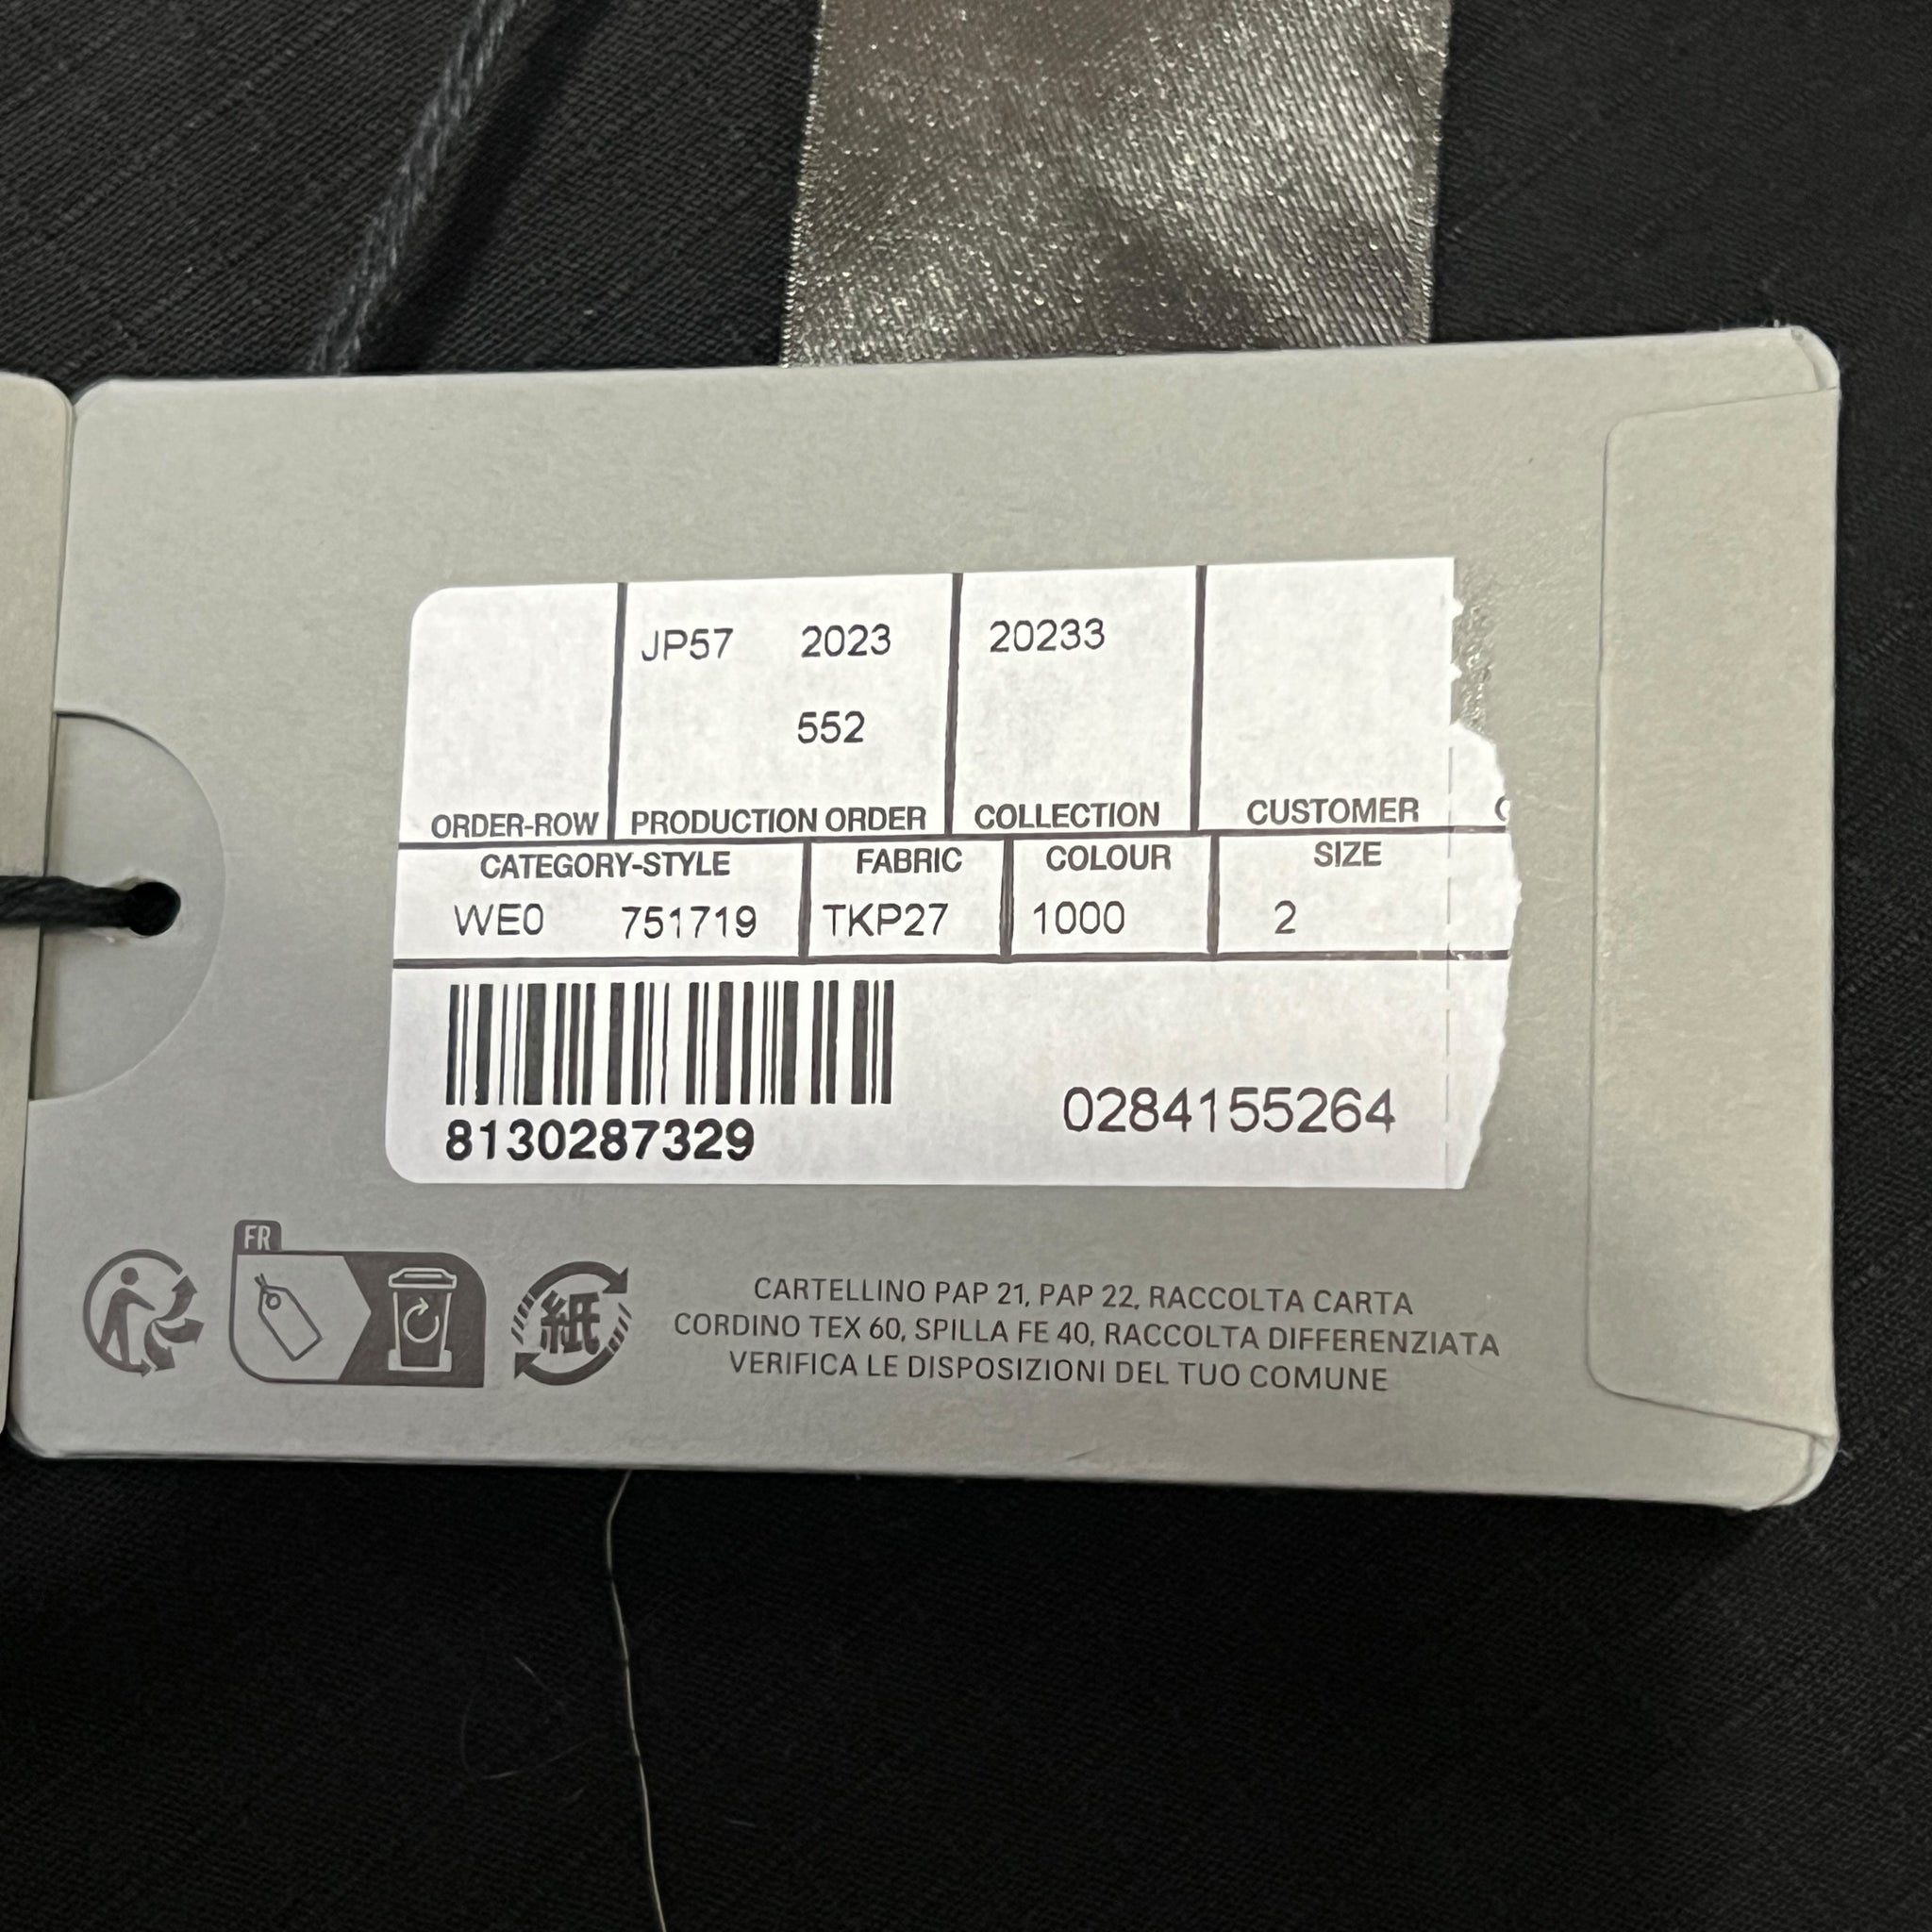 JP57 2023 20233
552
ORDER-ROW PRODUCTION ORDER COLLECTION CUSTOMER
CATEGORY-STYLE FABRIC COLOUR SIZE
WE0 751719 TKP27 1000 2
8130287329 0284155264
FR
紙
CARTELLINO PAP 21, PAP 22, RACCOLTA CARTA
CORDINO TEX 60, SPILLA FE 40, RACCOLTA DIFFERENZIATA
VERIFICA LE DISPOSIZIONI DEL TUO COMUNE